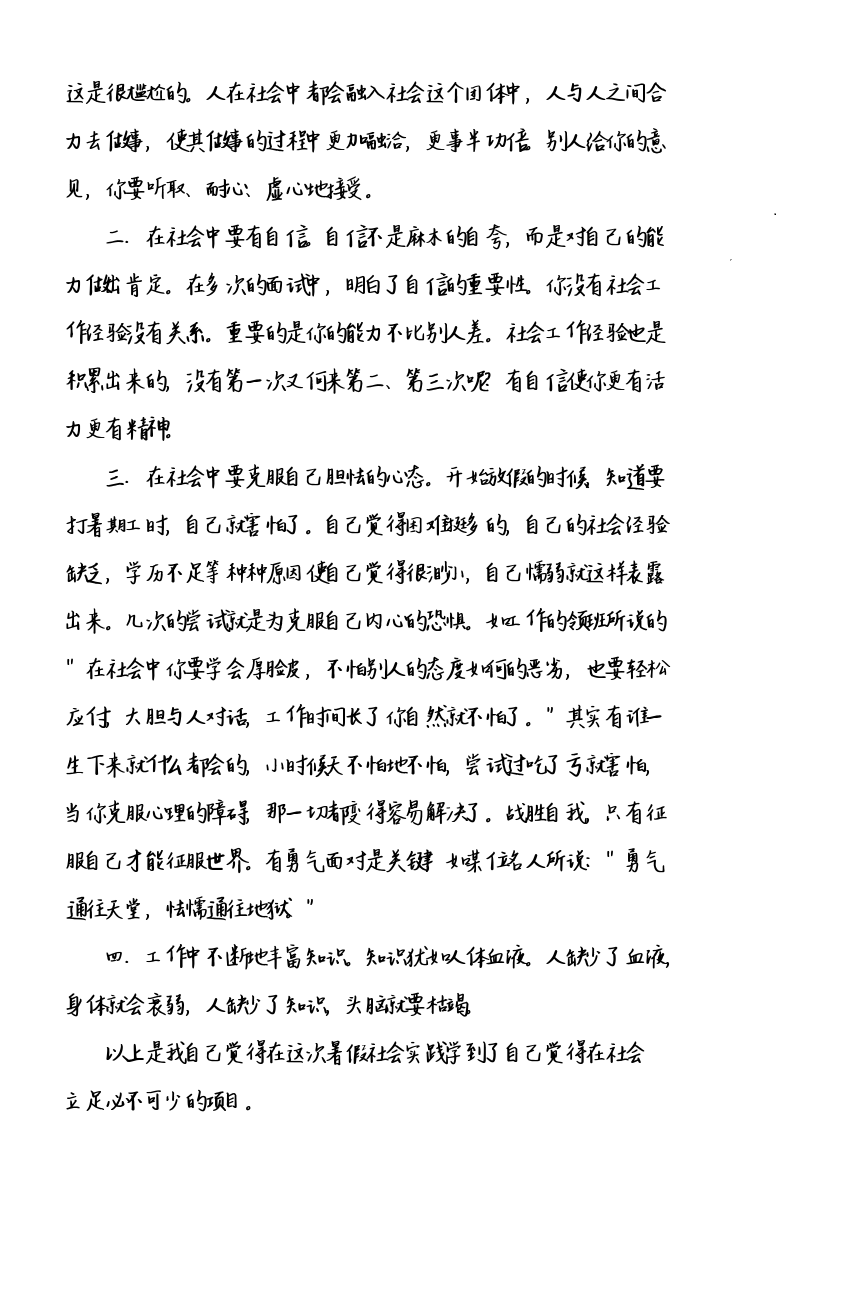 这是很尴尬的。人在社会中都会融入社会这个团体中，人与人之间合
力去做事，使其做事的过程中更加融洽，更事半功倍。别人给你的意
见，你要听取、耐心、虚心地接受。
二．在社会中要有自信。自信不是麻木的自夸，而是对自己的能
力做出肯定。在多次的面试中，明白了自信的重要性。你没有社会工
作经验没有关系。重要的是你的能力不比别人差。社会工作经验也是
积累出来的，没有第一次又何来第二、第三次呢？有自信使你更有活
力更有精神。
三．在社会中要克服自己胆怯的心态。开始放假的时候，知道要
打暑期工时，自己就害怕了。自己觉得困难挺多的，自己的社会经验
缺乏，学历不足等种种原因使自己觉得很渺小，自己懦弱就这样表露
出来。几次的尝试就是为克服自己内心的恐惧。如工作的领班所说的
"在社会中你要学会厚脸皮，不怕别人的态度如何的恶劣，也要轻松
应付，大胆与人对话，工作时间长了你自然就不怕了。"其实有谁一
生下来就什么都会的，小时候天不怕地不怕，尝试过吃了亏就害怕，
当你克服心理的障碍，那一切都变得容易解决了。战胜自我，只有征
服自己才能征服世界。有勇气面对是关键，如某位名人所说："勇气
通往天堂，怯懦通往地狱。"
四．工作中不断地丰富知识。知识犹如人体血液。人缺少了血液，
身体就会衰弱，人缺少了知识，头脑就要枯竭。
以上是我自己觉得在这次暑假社会实践学到了自己觉得在社会
立足必不可少的项目。